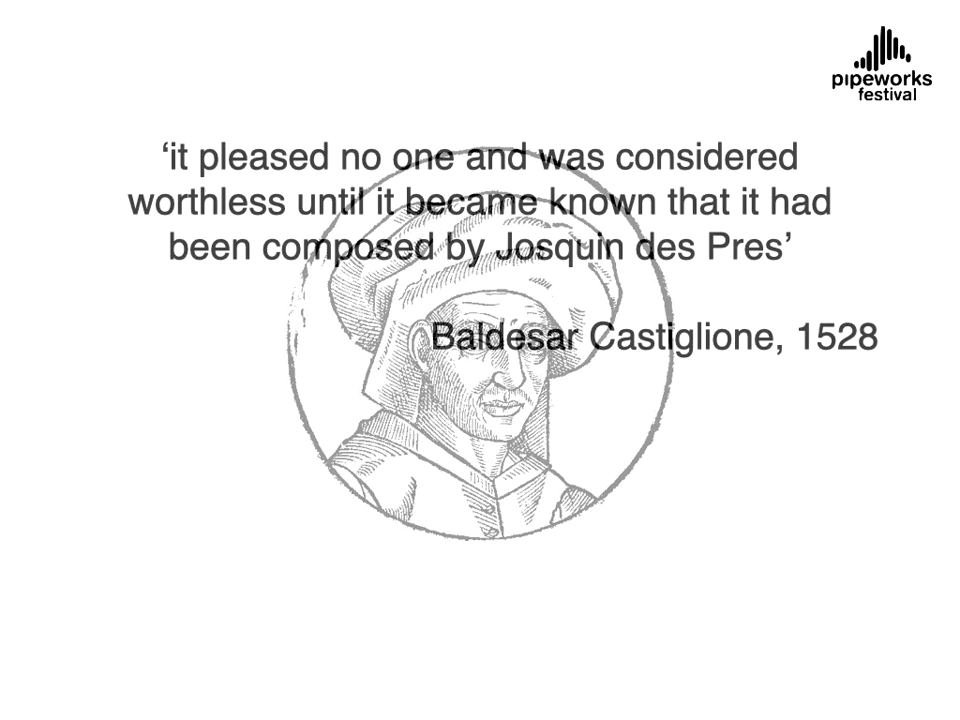 pipeworks
festival
‘it pleased no one and was considered
worthless until it became known that it had
been composed by Josquin des Pres’
Baldesar Castiglione, 1528